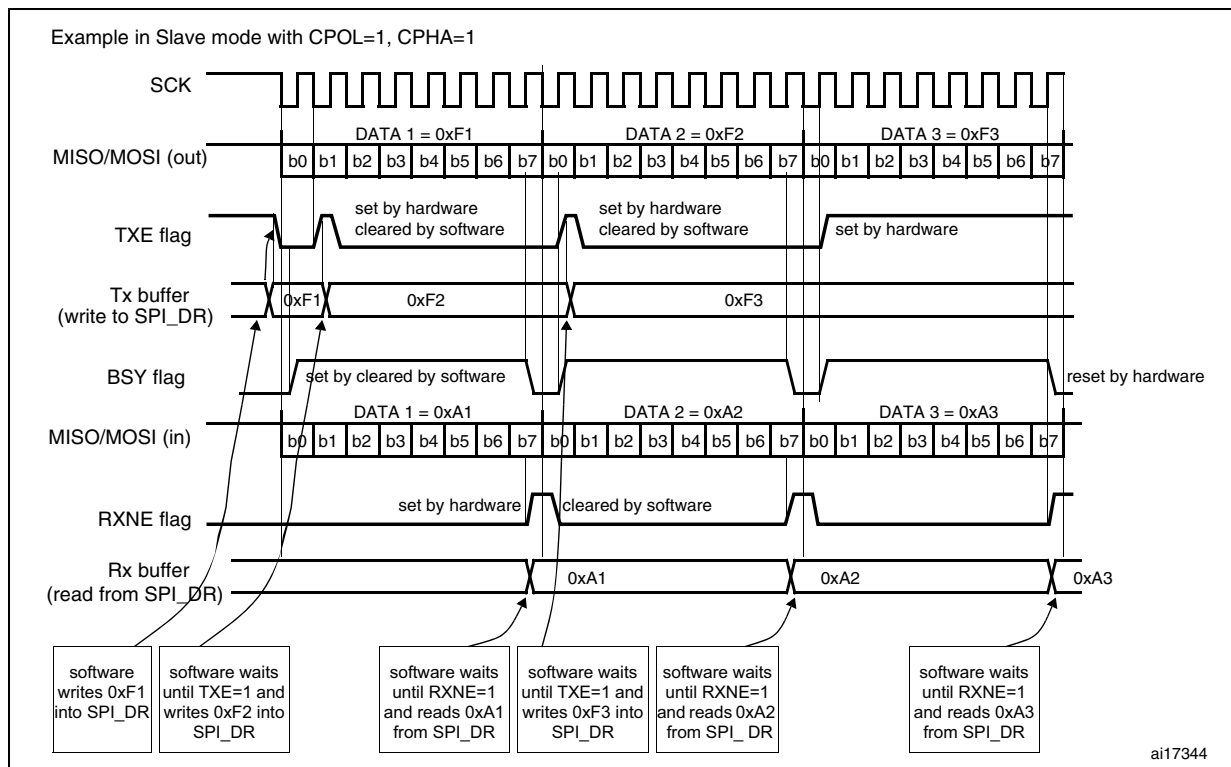 Example in Slave mode with CPOL=1, CPHA=1
SCK
DATA 1 = 0xF1 DATA 2 = 0xF2 DATA 3 = 0xF3
MISO/MOSI (out)
b0 b1 b2 b3 b4 b5 b6 b7 b0 b1 b2 b3 b4 b5 b6 b7 b0 b1 b2 b3 b4 b5 b6 b7
set by hardware
cleared by software
set by hardware
cleared by software
set by hardware
TXE flag
Tx buffer
(write to SPI_DR)
0xF1 0xF2 0xF3
BSY flag
set by cleared by software
reset by hardware
DATA 1 = 0xA1 DATA 2 = 0xA2 DATA 3 = 0xA3
MISO/MOSI (in)
b0 b1 b2 b3 b4 b5 b6 b7 b0 b1 b2 b3 b4 b5 b6 b7 b0 b1 b2 b3 b4 b5 b6 b7
set by hardware cleared by software
RXNE flag
Rx buffer
(read from SPI_DR)
0xA1 0xA2 0xA3
software
writes 0xF1
into SPI_DR
software waits
until TXE=1 and
writes 0xF2 into
SPI_DR
software waits
until RXNE=1
and reads 0xA1
from SPI_DR
software waits
until TXE=1 and
writes 0xF3 into
SPI_DR
software waits
until RXNE=1
and reads 0xA2
from SPI_ DR
software waits
until RXNE=1
and reads 0xA3
from SPI_DR
ai17344